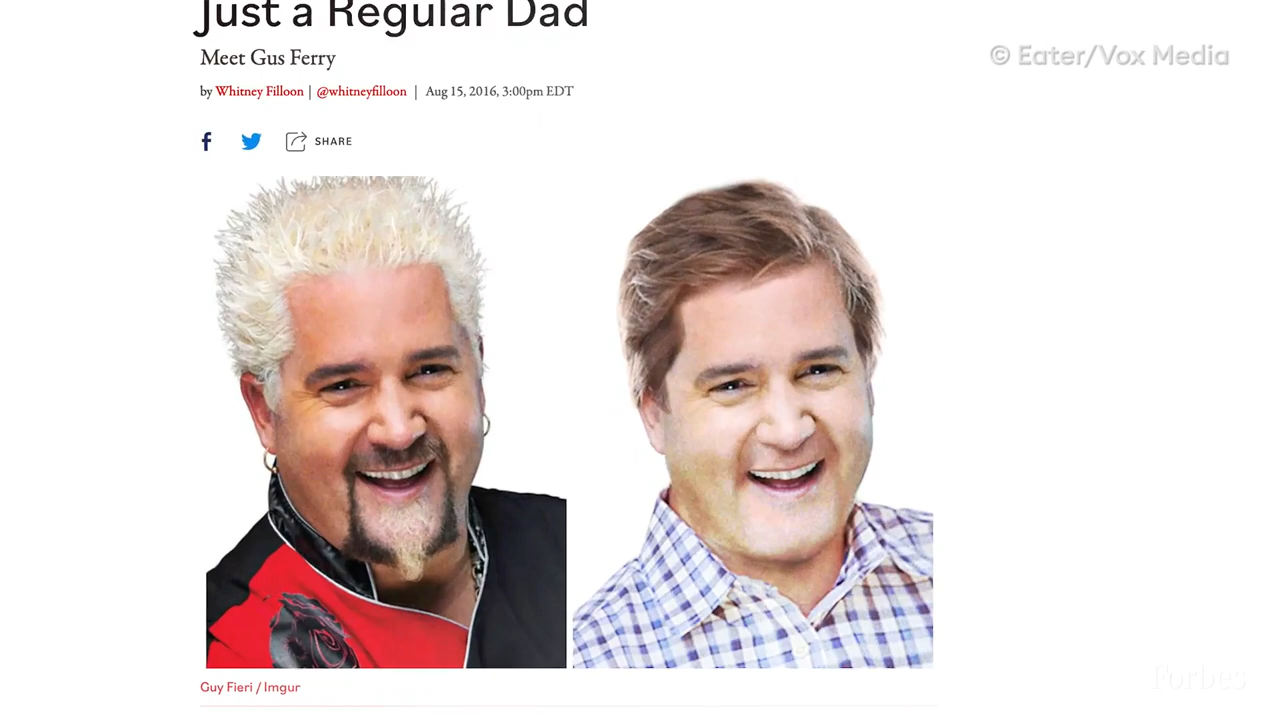 Just a Regular Dad
Meet Gus Ferry
© Eater/Vox Media
by Whitney Filloon | @whitneyfilloon | Aug 15, 2016, 3:00pm EDT
f
SHARE
Guy Fieri / Imgur
Forbes